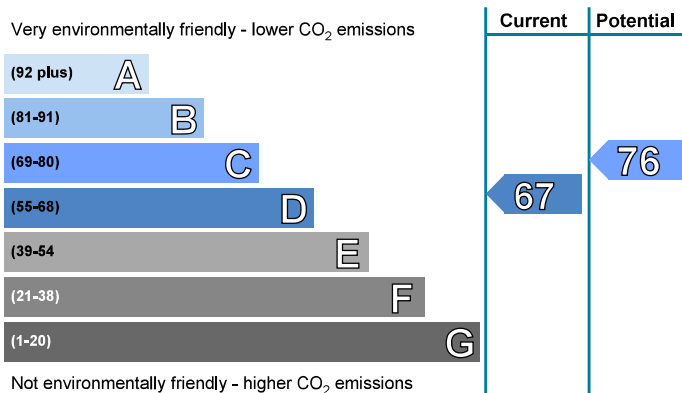 Very environmentally friendly - lower CO2 emissions
Current
Potential
(92 plus) A
(81-91) B
(69-80) C
(55-68) D
(39-54 E
(21-38) F
(1-20) G
67
76
Not environmentally friendly - higher CO2 emissions